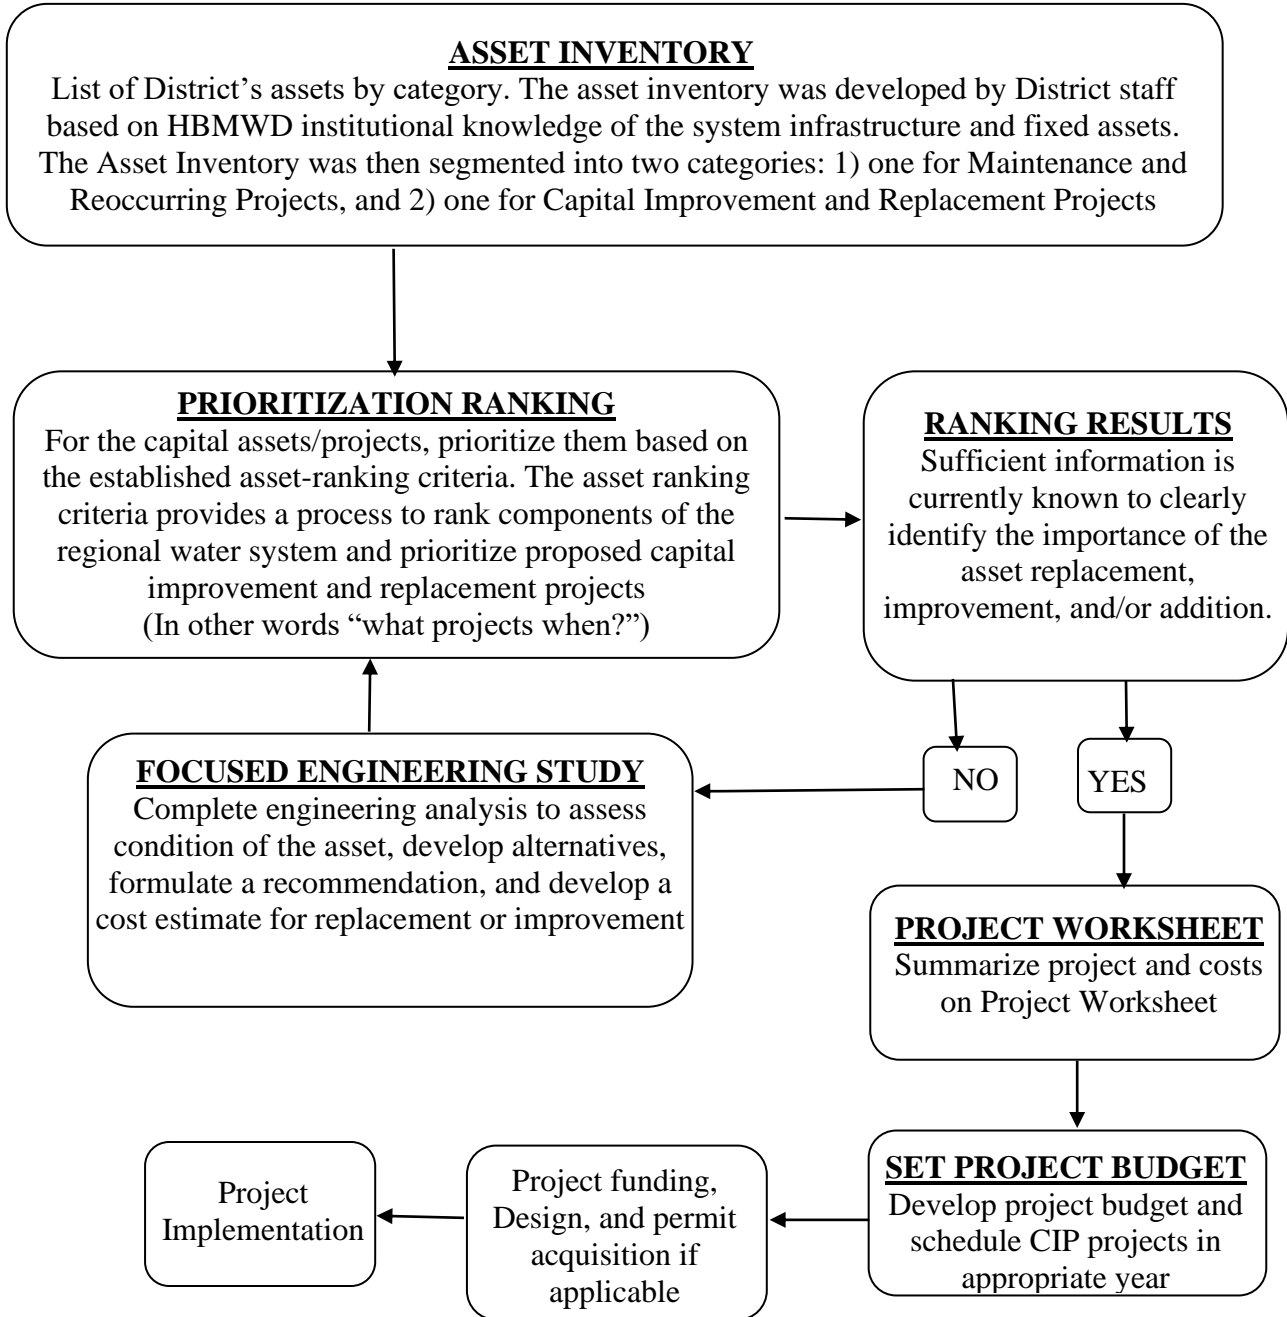 ASSET INVENTORY
List of District’s assets by category. The asset inventory was developed by District staff
based on HBMWD institutional knowledge of the system infrastructure and fixed assets.
The Asset Inventory was then segmented into two categories: 1) one for Maintenance and
Reoccurring Projects, and 2) one for Capital Improvement and Replacement Projects
PRIORITIZATION RANKING
For the capital assets/projects, prioritize them based on
the established asset-ranking criteria. The asset ranking
criteria provides a process to rank components of the
regional water system and prioritize proposed capital
improvement and replacement projects
(In other words “what projects when?”)
RANKING RESULTS
Sufficient information is
currently known to clearly
identify the importance of the
asset replacement,
improvement, and/or addition.
NO
YES
FOCUSED ENGINEERING STUDY
Complete engineering analysis to assess
condition of the asset, develop alternatives,
formulate a recommendation, and develop a
cost estimate for replacement or improvement
PROJECT WORKSHEET
Summarize project and costs
on Project Worksheet
SET PROJECT BUDGET
Develop project budget and
schedule CIP projects in
appropriate year
Project funding,
Design, and permit
acquisition if
applicable
Project
Implementation